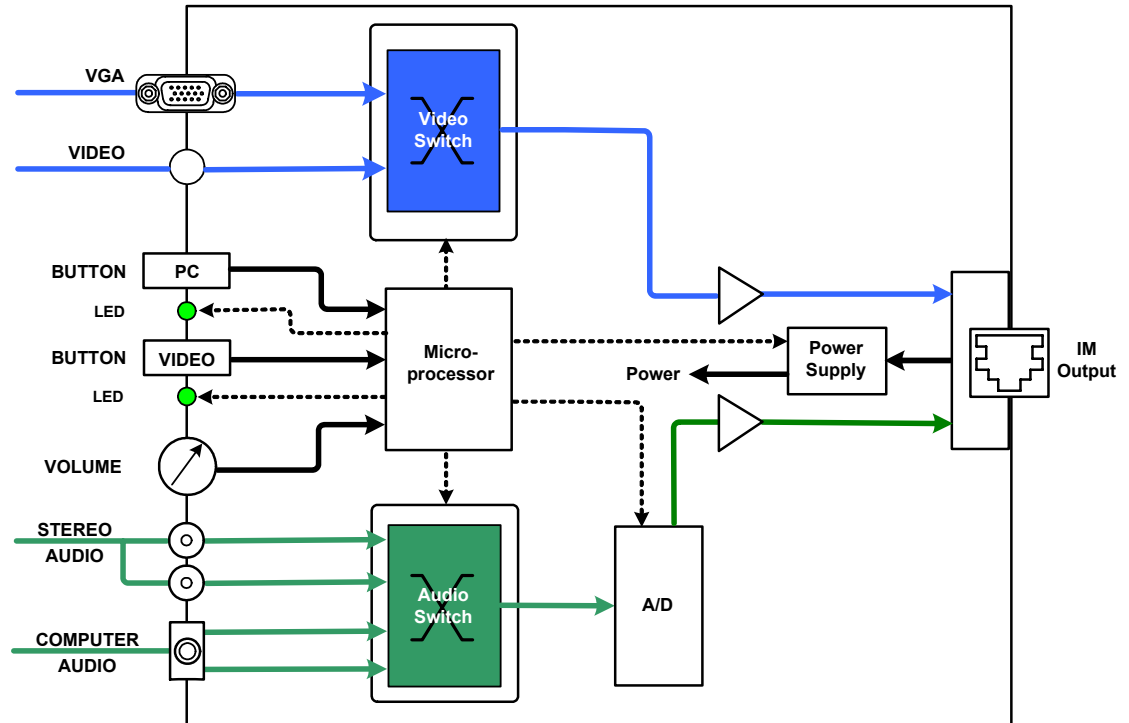 VGA
Video
Switch
VIDEO
BUTTON
PC
LED
BUTTON
VIDEO
LED
Micro-
processor
Power
Supply
Power
IM
Output
VOLUME
STEREO
AUDIO
Audio
Switch
A/D
COMPUTER
AUDIO